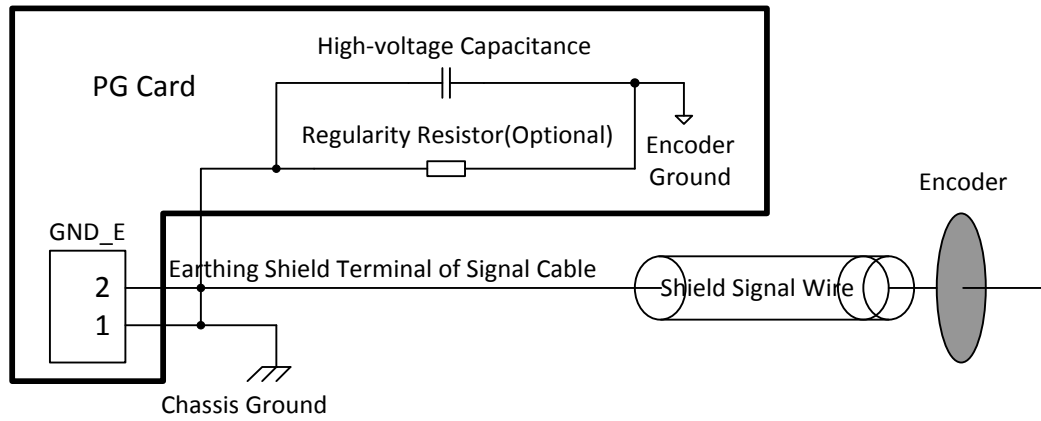 High-voltage Capacitance
PG Card
Regularity Resistor(Optional)
Encoder
Ground
Encoder
GND_E
Earthing Shield Terminal of Signal Cable
2
Shield Signal Wire
1
Chassis Ground